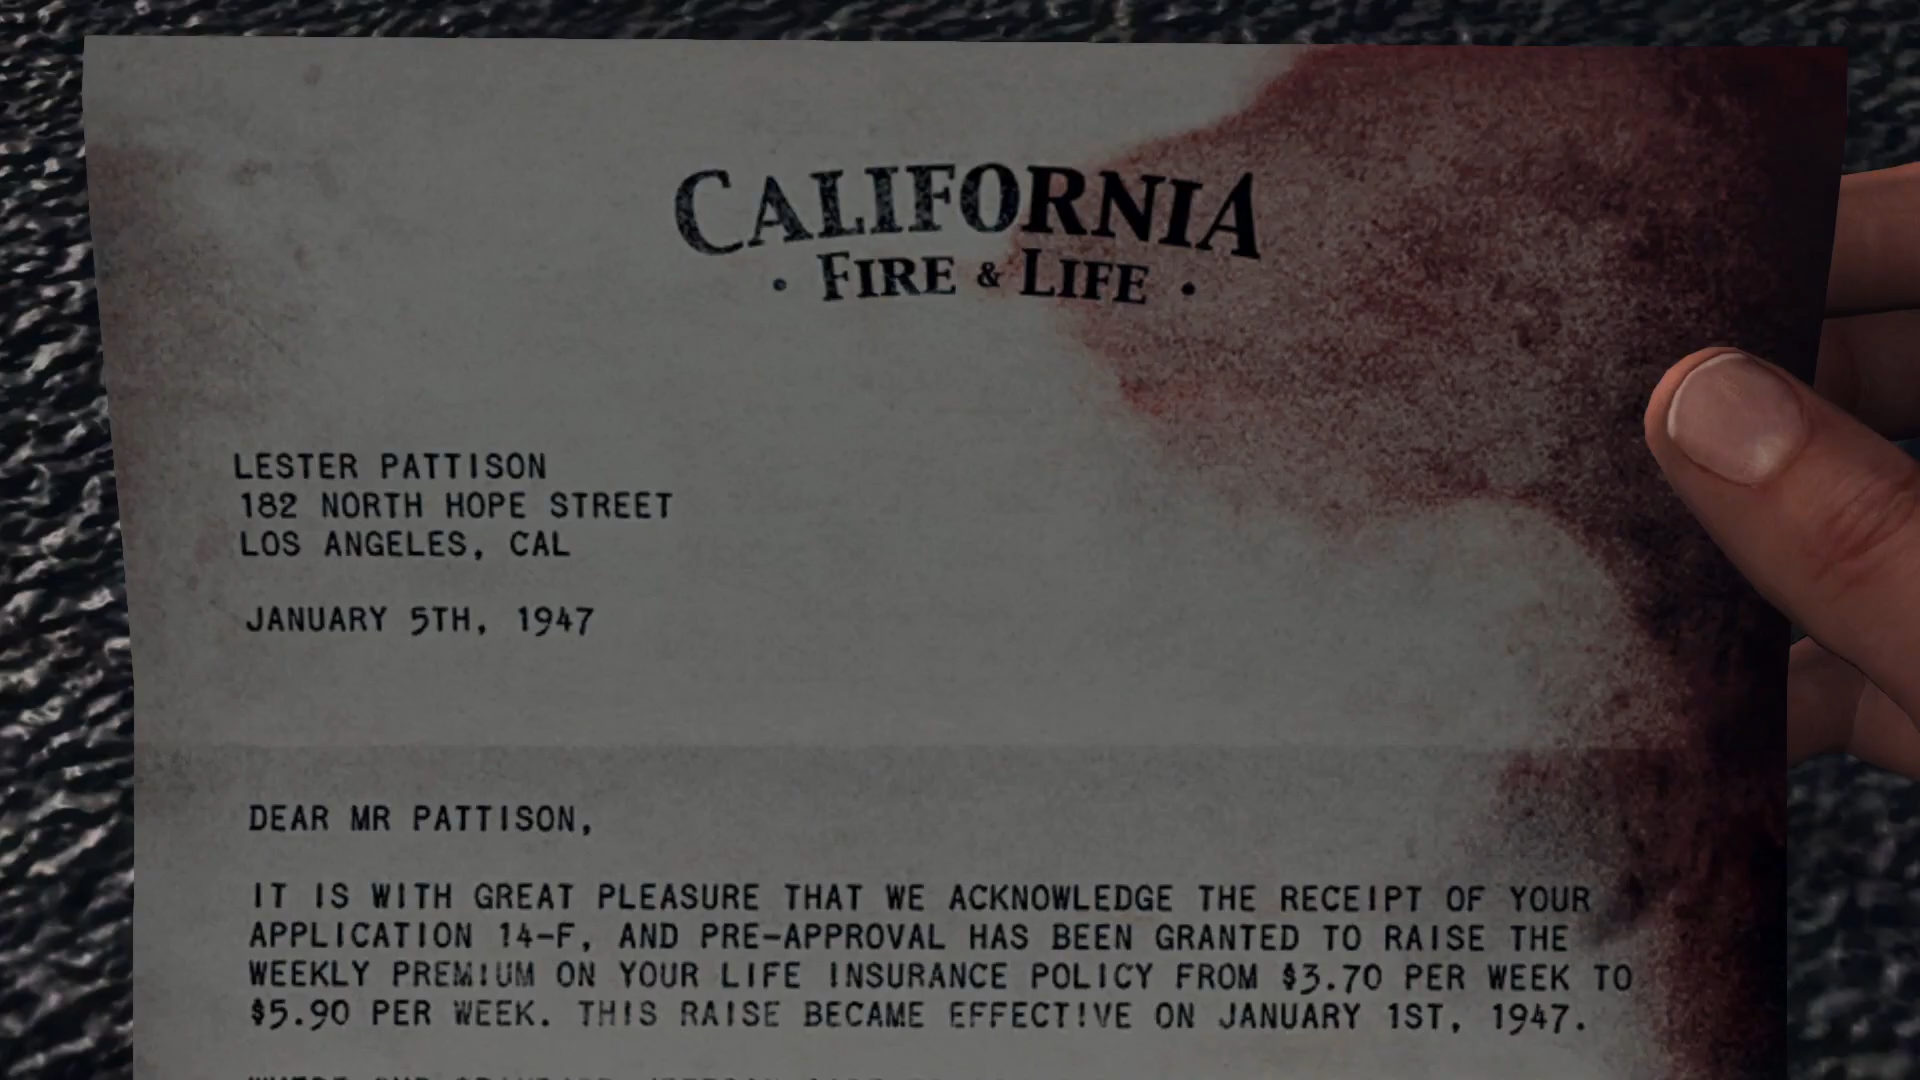 CALIFORNIA
· FIRE & LIFE ·
LESTER PATTISON
182 NORTH HOPE STREET
LOS ANGELES, CAL
JANUARY 5TH, 1947
DEAR MR PATTISON,
IT IS WITH GREAT PLEASURE THAT WE ACKNOWLEDGE THE RECEIPT OF YOUR
APPLICATION 14-F, AND PRE-APPROVAL HAS BEEN GRANTED TO RAISE THE
WEEKLY PREMIUM ON YOUR LIFE INSURANCE POLICY FROM $3.70 PER WEEK TO
$5.90 PER WEEK. THIS RAISE BECAME EFFECTIVE ON JANUARY 1ST, 1947.